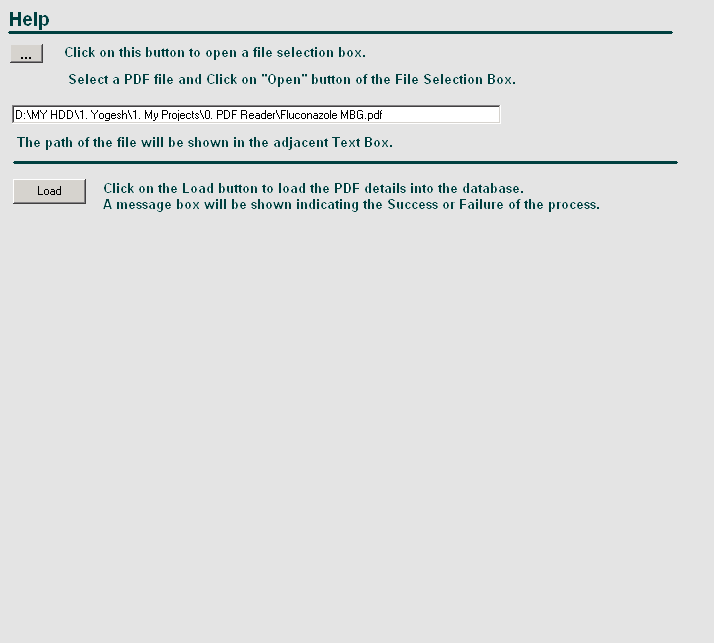 Help
... Click on this button to open a file selection box.
Select a PDF file and Click on "Open" button of the File Selection Box.
D:\MY HDD\1. Yogesh\1. My Projects\0. PDF Reader\Fluconazole MBG.pdf
The path of the file will be shown in the adjacent Text Box.
Load Click on the Load button to load the PDF details into the database.
A message box will be shown indicating the Success or Failure of the process.